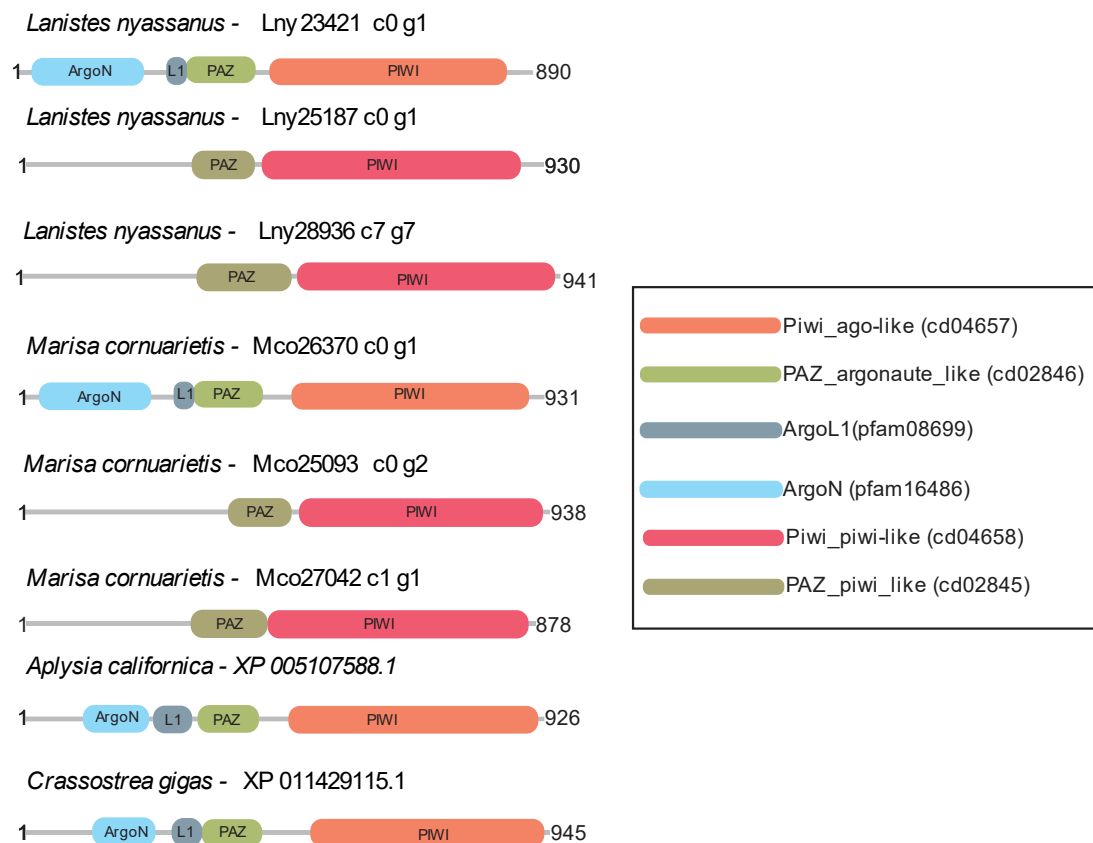 Lanistes nyassanus - Lny 23421 c0 g1
1 ArgoN L1 PAZ PIWI 890
Lanistes nyassanus - Lny25187 c0 g1
1 PAZ PIWI 930
Lanistes nyassanus - Lny28936 c7 g7
1 PAZ PIWI 941
Marisa cornuarietis - Mco26370 c0 g1
1 ArgoN L1 PAZ PIWI 931
Marisa cornuarietis - Mco25093 c0 g2
1 PAZ PIWI 938
Marisa cornuarietis - Mco27042 c1 g1
1 PAZ PIWI 878
Aplysia californica - XP 005107588.1
1 ArgoN L1 PAZ PIWI 926
Crassostrea gigas - XP 011429115.1
1 ArgoN L1 PAZ PIWI 945
Piwi_ago-like (cd04657)
PAZ_argonaute_like (cd02846)
ArgoL1(pfam08699)
ArgoN (pfam16486)
Piwi_piwi-like (cd04658)
PAZ_piwi_like (cd02845)